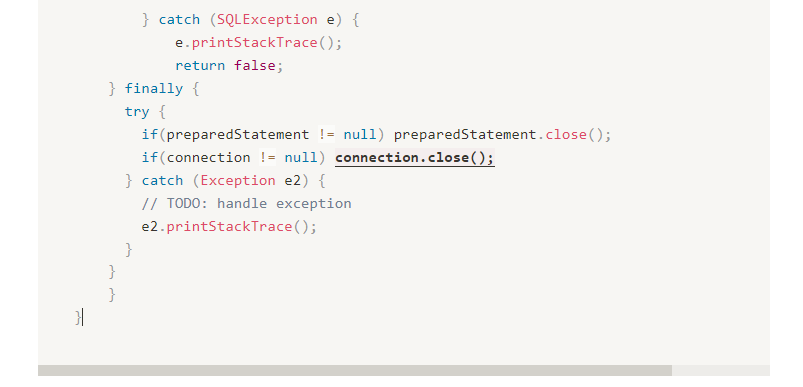 } catch (SQLException e) {
e.printStackTrace();
return false;
} finally {
try {
if(preparedStatement != null) preparedStatement.close();
if(connection != null) connection.close();
} catch (Exception e2) {
// TODO: handle exception
e2.printStackTrace();
}
}
}
}